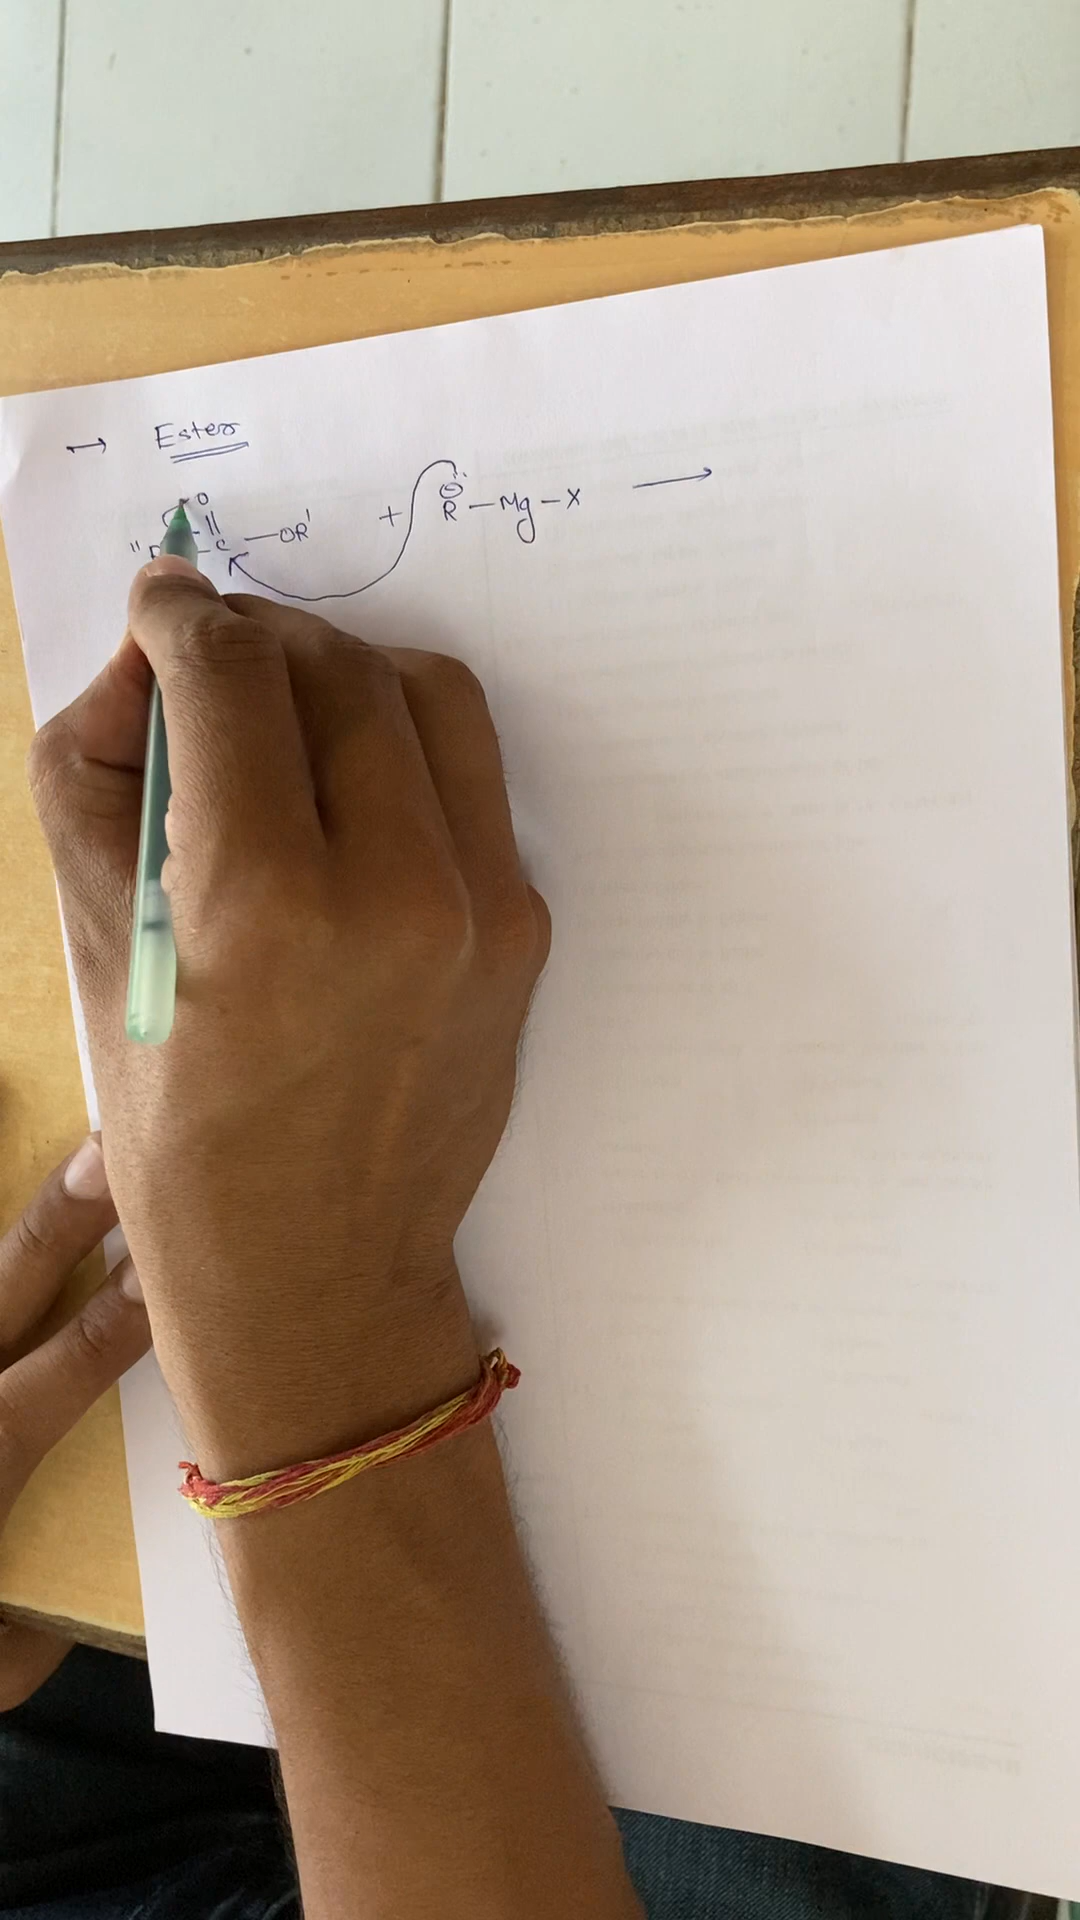 → Ester
O
||
" R - C - OR' + R - Mg - X →